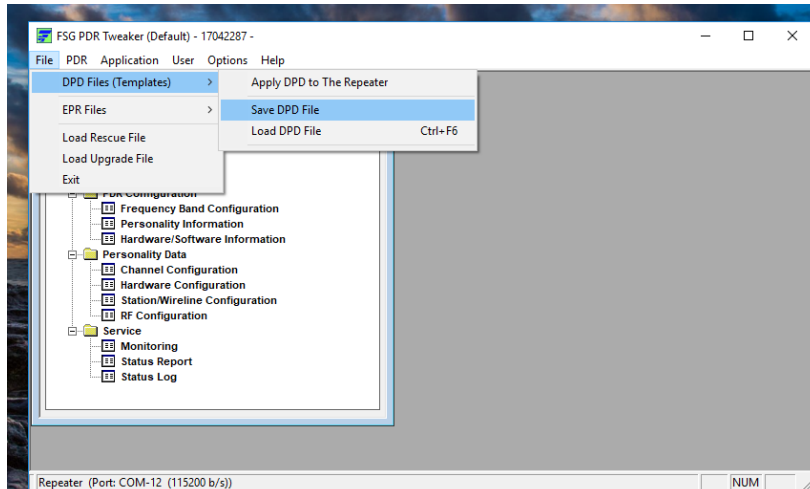 FSG PDR Tweaker (Default) - 17042287 -
File PDR Application User Options Help
DPD Files (Templates)
Apply DPD to The Repeater
EPR Files
Save DPD File
Load DPD File Ctrl+F6
Load Rescue File
Load Upgrade File
Exit
PDR Configuration
Frequency Band Configuration
Personality Information
Hardware/Software Information
Personality Data
Channel Configuration
Hardware Configuration
Station/Wireline Configuration
RF Configuration
Service
Monitoring
Status Report
Status Log
Repeater (Port: COM-12 (115200 b/s)) NUM